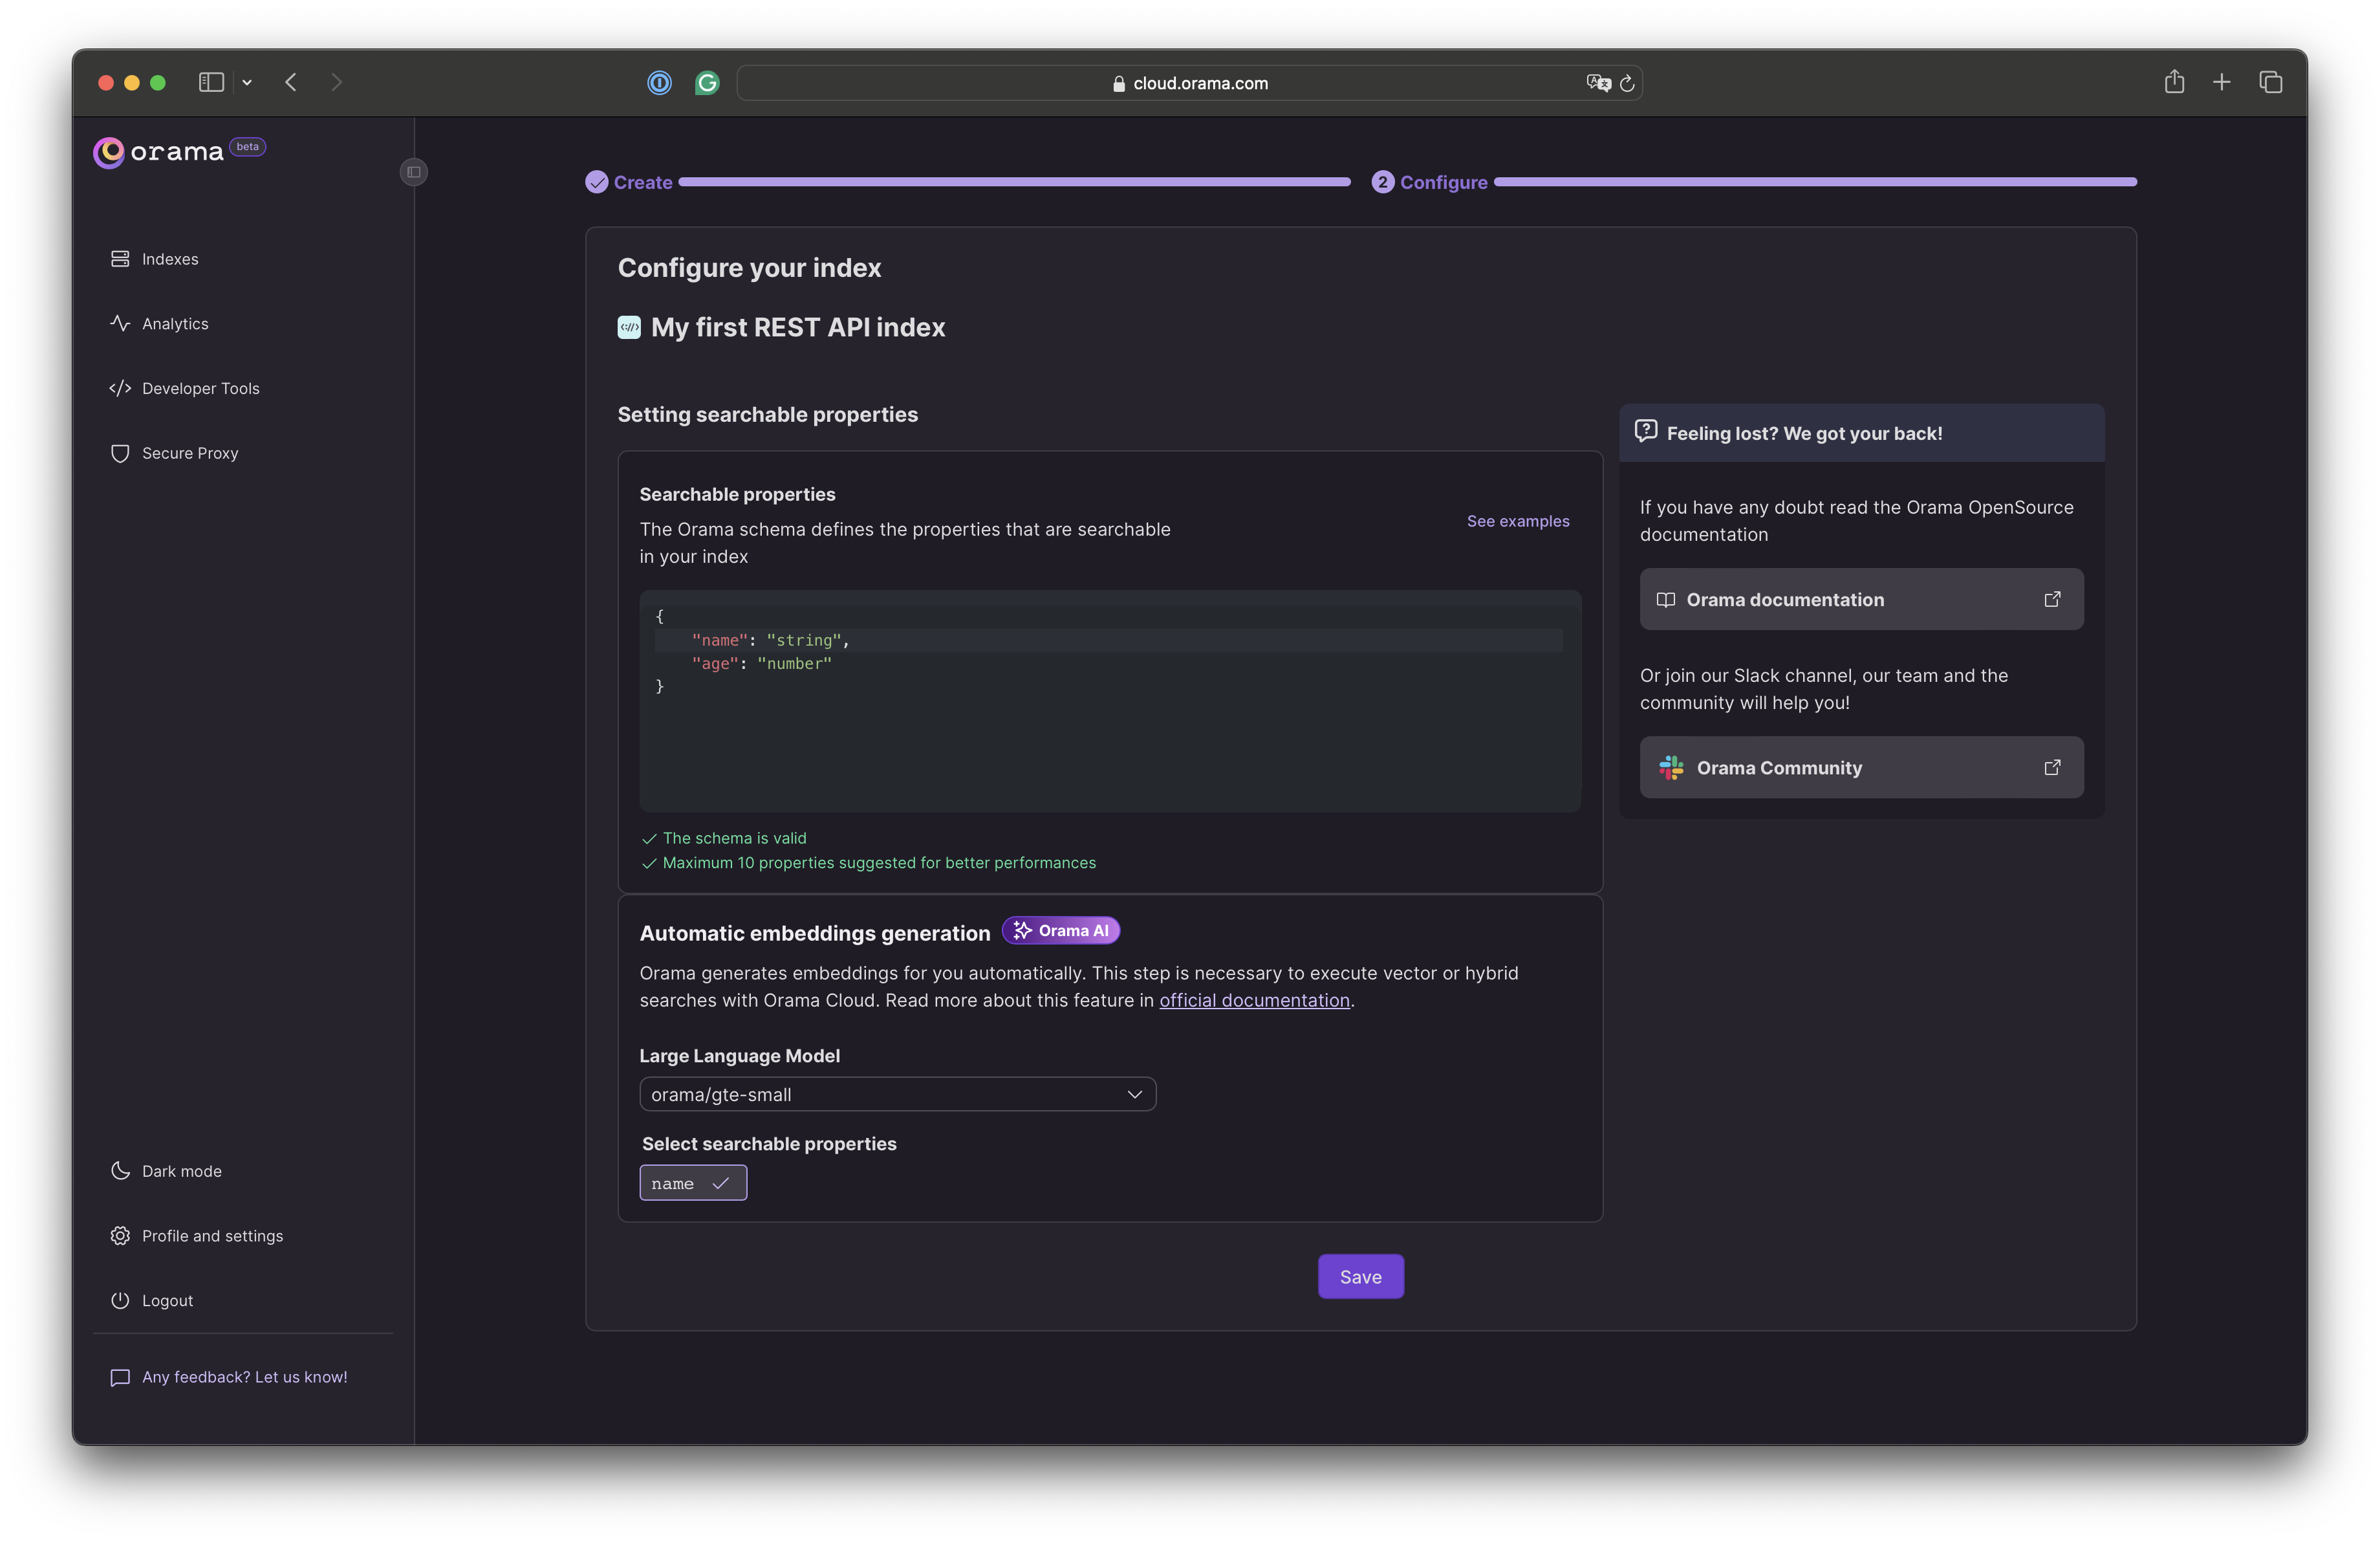 cloud.orama.com
orama beta
Indexes
Analytics
Developer Tools
Secure Proxy
Dark mode
Profile and settings
Logout
Any feedback? Let us know!
Create
2 Configure
Configure your index
My first REST API index
Setting searchable properties
Searchable properties
The Orama schema defines the properties that are searchable
in your index
See examples
{
"name": "string",
"age": "number"
}
The schema is valid
Maximum 10 properties suggested for better performances
Automatic embeddings generation Orama AI
Orama generates embeddings for you automatically. This step is necessary to execute vector or hybrid
searches with Orama Cloud. Read more about this feature in official documentation.
Large Language Model
orama/gte-small
Select searchable properties
name
Save
Feeling lost? We got your back!
If you have any doubt read the Orama OpenSource
documentation
Orama documentation
Or join our Slack channel, our team and the
community will help you!
Orama Community